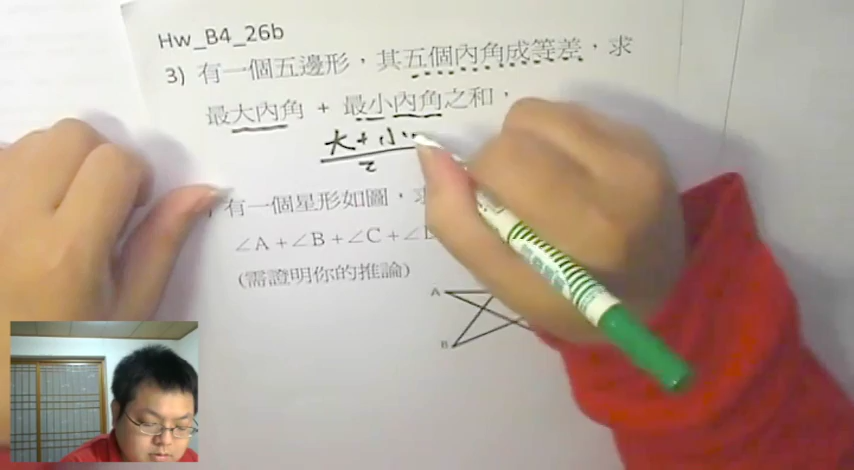 Hw_B4_26b
3) 有一個五邊形，其五個內角成等差，求
最大內角 + 最小內角之和，
大+小
2
有一個星形如圖，
∠A+∠B+∠C+∠
(需證明你的推論)
A
B